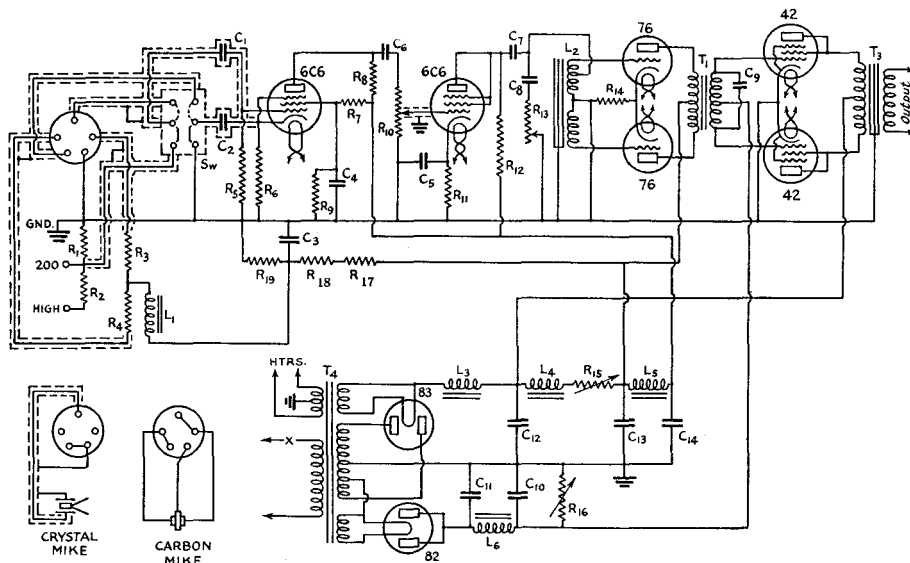 C1
C2
Sw
6C6
C6
R8
R7
R10
6C6
C7
C8
R13
L2
76
R14
76
T1
C9
42
42
T3
Output
R5
R6
R9
C4
C5
R11
R12
GND.
R1
200
R2
HIGH
R3
R4
L1
C3
R19
R18
R17
HTRS.
T4
X
83
L3
L4
R15
L5
C12
C13
C14
C11
C10
R16
L6
82
CRYSTAL
MIKE
CARBON
MIKE